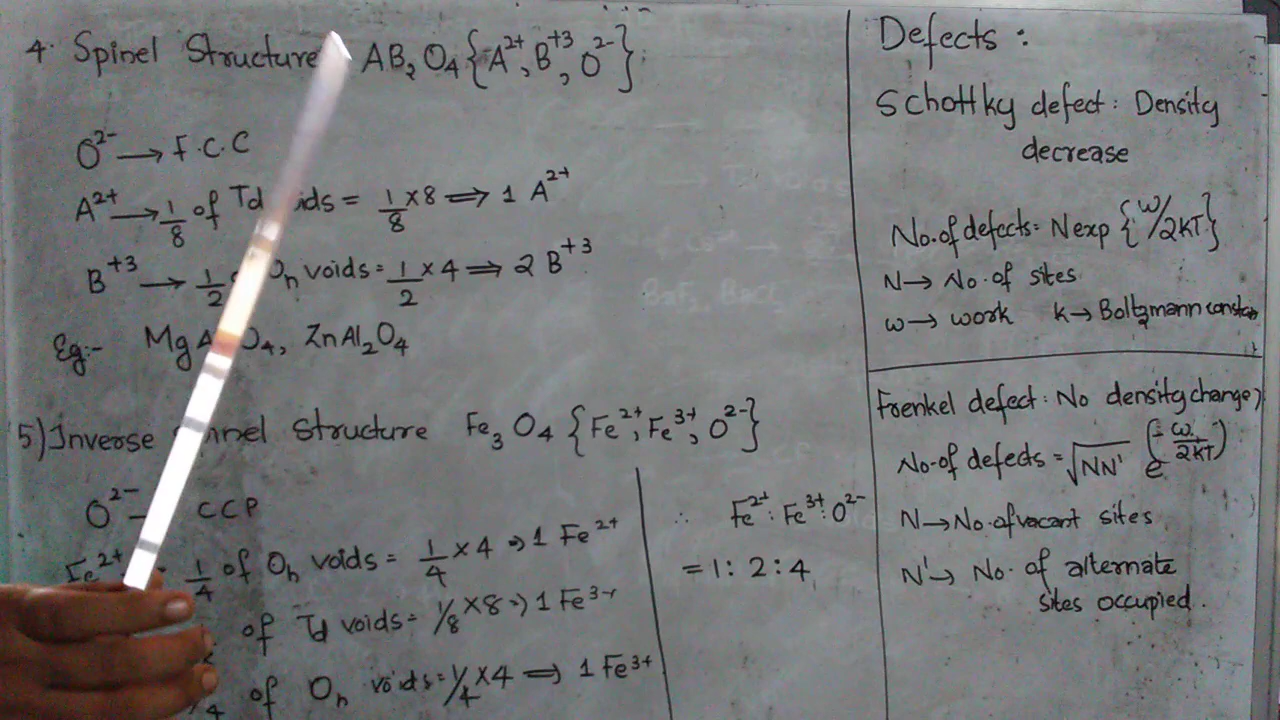 4. Spinel Structure AB₂O₄{A²⁺, B⁺³, O²⁻}
O²⁻ → F.C.C
A²⁺ → 1/8 of Td ids = 1/8 × 8 ⟹ 1 A²⁺
B⁺³ → 1/2 Oh voids = 1/2 × 4 ⟹ 2 B⁺³
Eg:- Mg A O₄, ZnAl₂O₄
5) Inverse nel Structure Fe₃O₄ {Fe²⁺, Fe³⁺, O²⁻}
O²⁻ CCP
Fe²⁺ 1/4 of Oh voids = 1/4 × 4 ⇒ 1 Fe²⁺
of Td voids = 1/8 × 8 ⇒ 1 Fe³⁺
of Oh voids = 1/4 × 4 ⟹ 1 Fe³⁺
∴ Fe²⁺ : Fe³⁺ : O²⁻
= 1 : 2 : 4
Defects :
Schottky defect : Density
decrease
No. of defects = N exp {w/2KT}
N → No. of sites
w → work k → Boltzmann constan
Frenkel defect : No density change)
No. of defects = √NN' e^(-w/2KT)
N → No. of vacant sites
N' → No. of alternate
sites occupied.